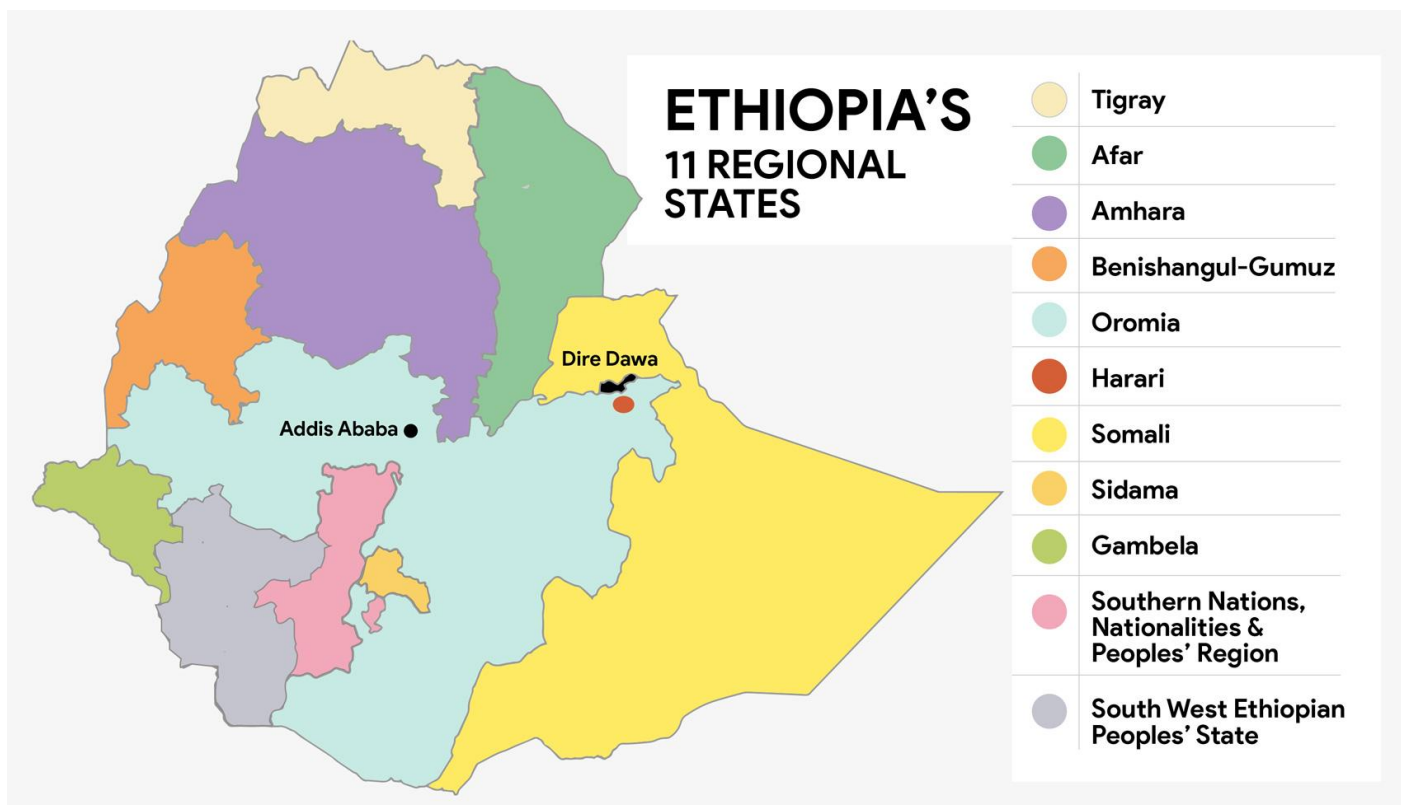 ETHIOPIA’S
11 REGIONAL
STATES
Tigray
Afar
Amhara
Benishangul-Gumuz
Oromia
Harari
Somali
Sidama
Gambela
Southern Nations,
Nationalities &
Peoples’ Region
South West Ethiopian
Peoples’ State
Dire Dawa
Addis Ababa